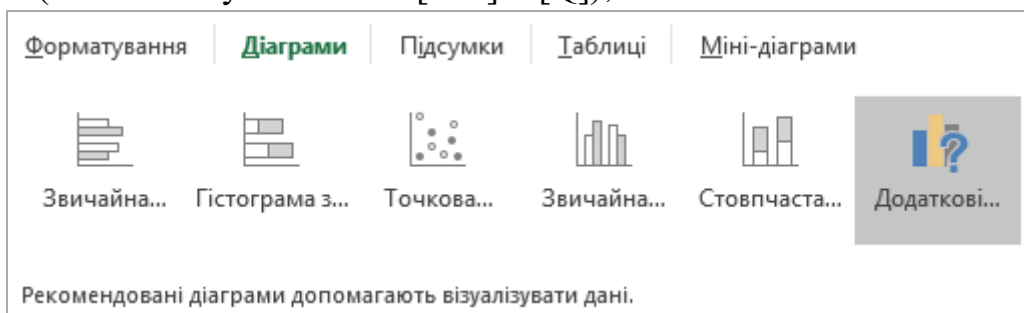 Форматування Діаграми Підсумки Таблиці Міні-діаграми
Звичайна... Гістограма з... Точкова... Звичайна... Стовпчаста... Додаткові...
Рекомендовані діаграми допомагають візуалізувати дані.